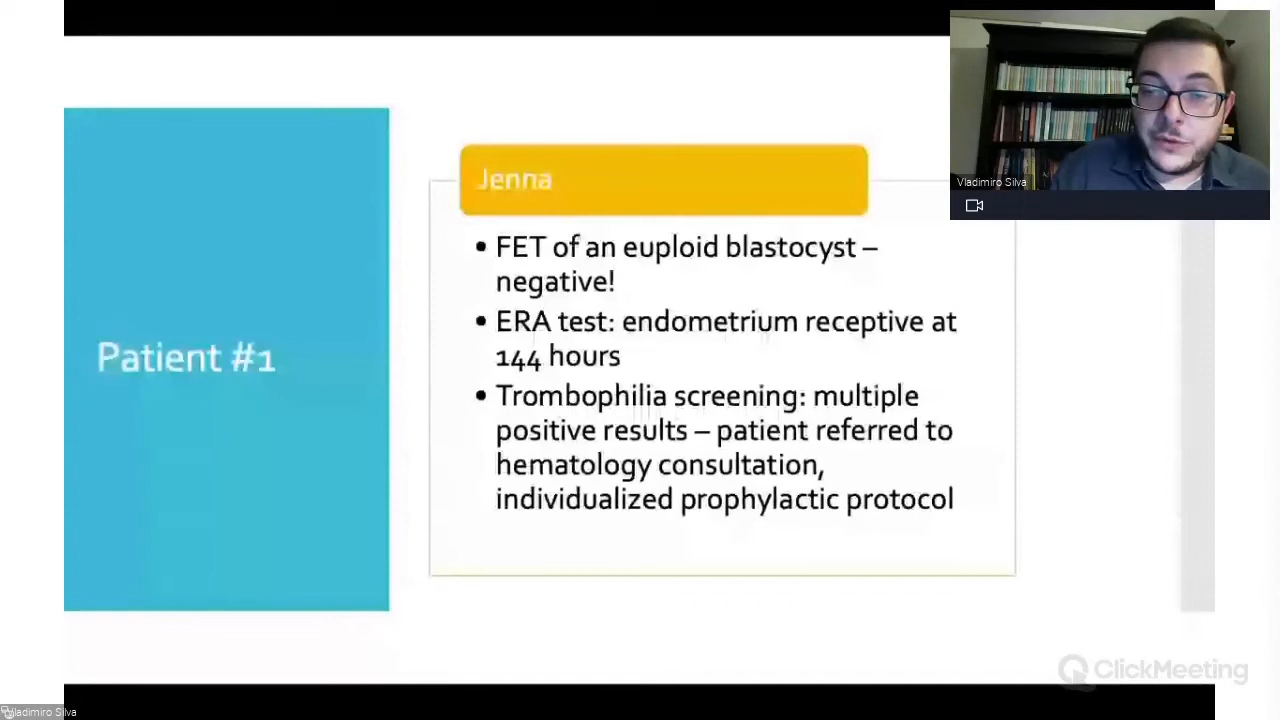 Vladimiro Silva
Jenna
• FET of an euploid blastocyst –
negative!
• ERA test: endometrium receptive at
144 hours
• Trombophilia screening: multiple
positive results – patient referred to
hematology consultation,
individualized prophylactic protocol
Patient #1
ClickMeeting
Vladimiro Silva